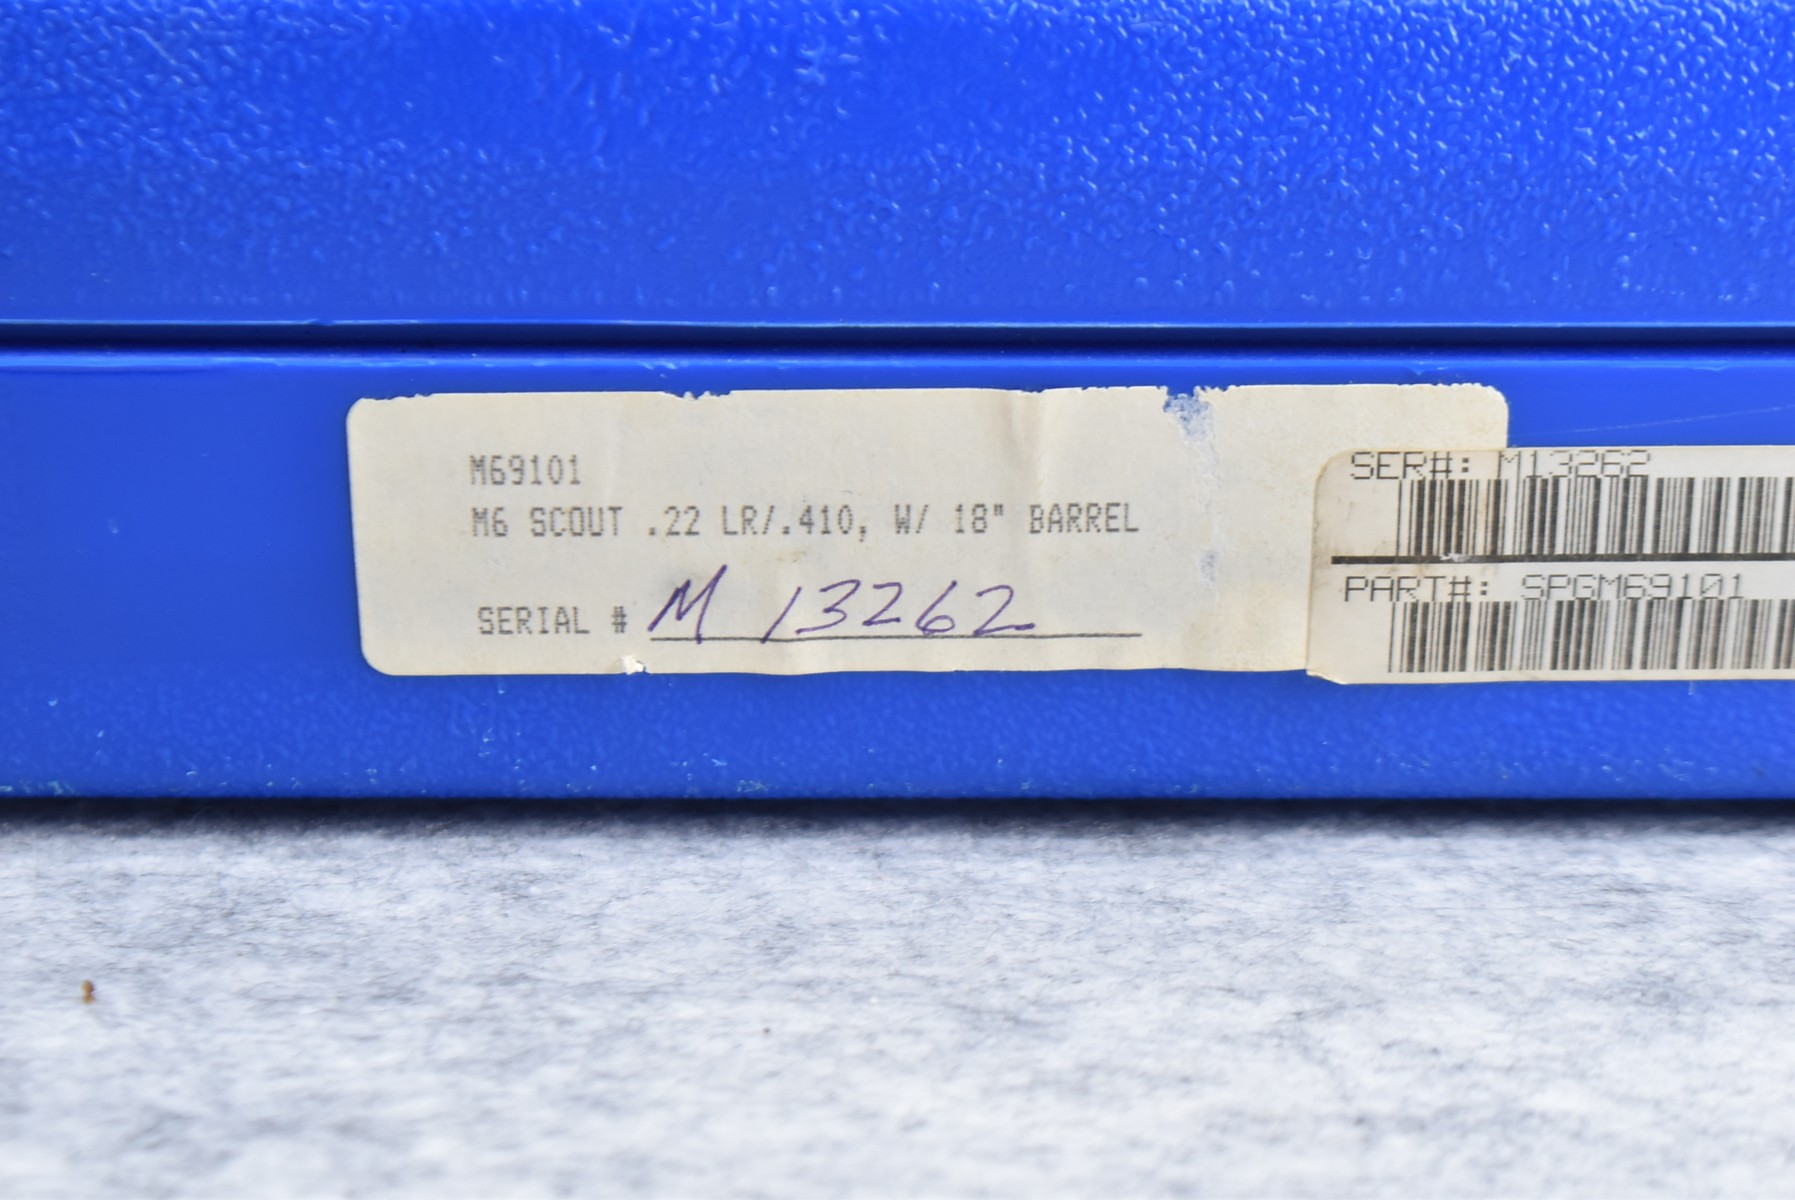 M69101
M6 SCOUT .22 LR/.410, W/ 18" BARREL
SERIAL # M 13262
SER#: M13262
PART#: SPGM69101